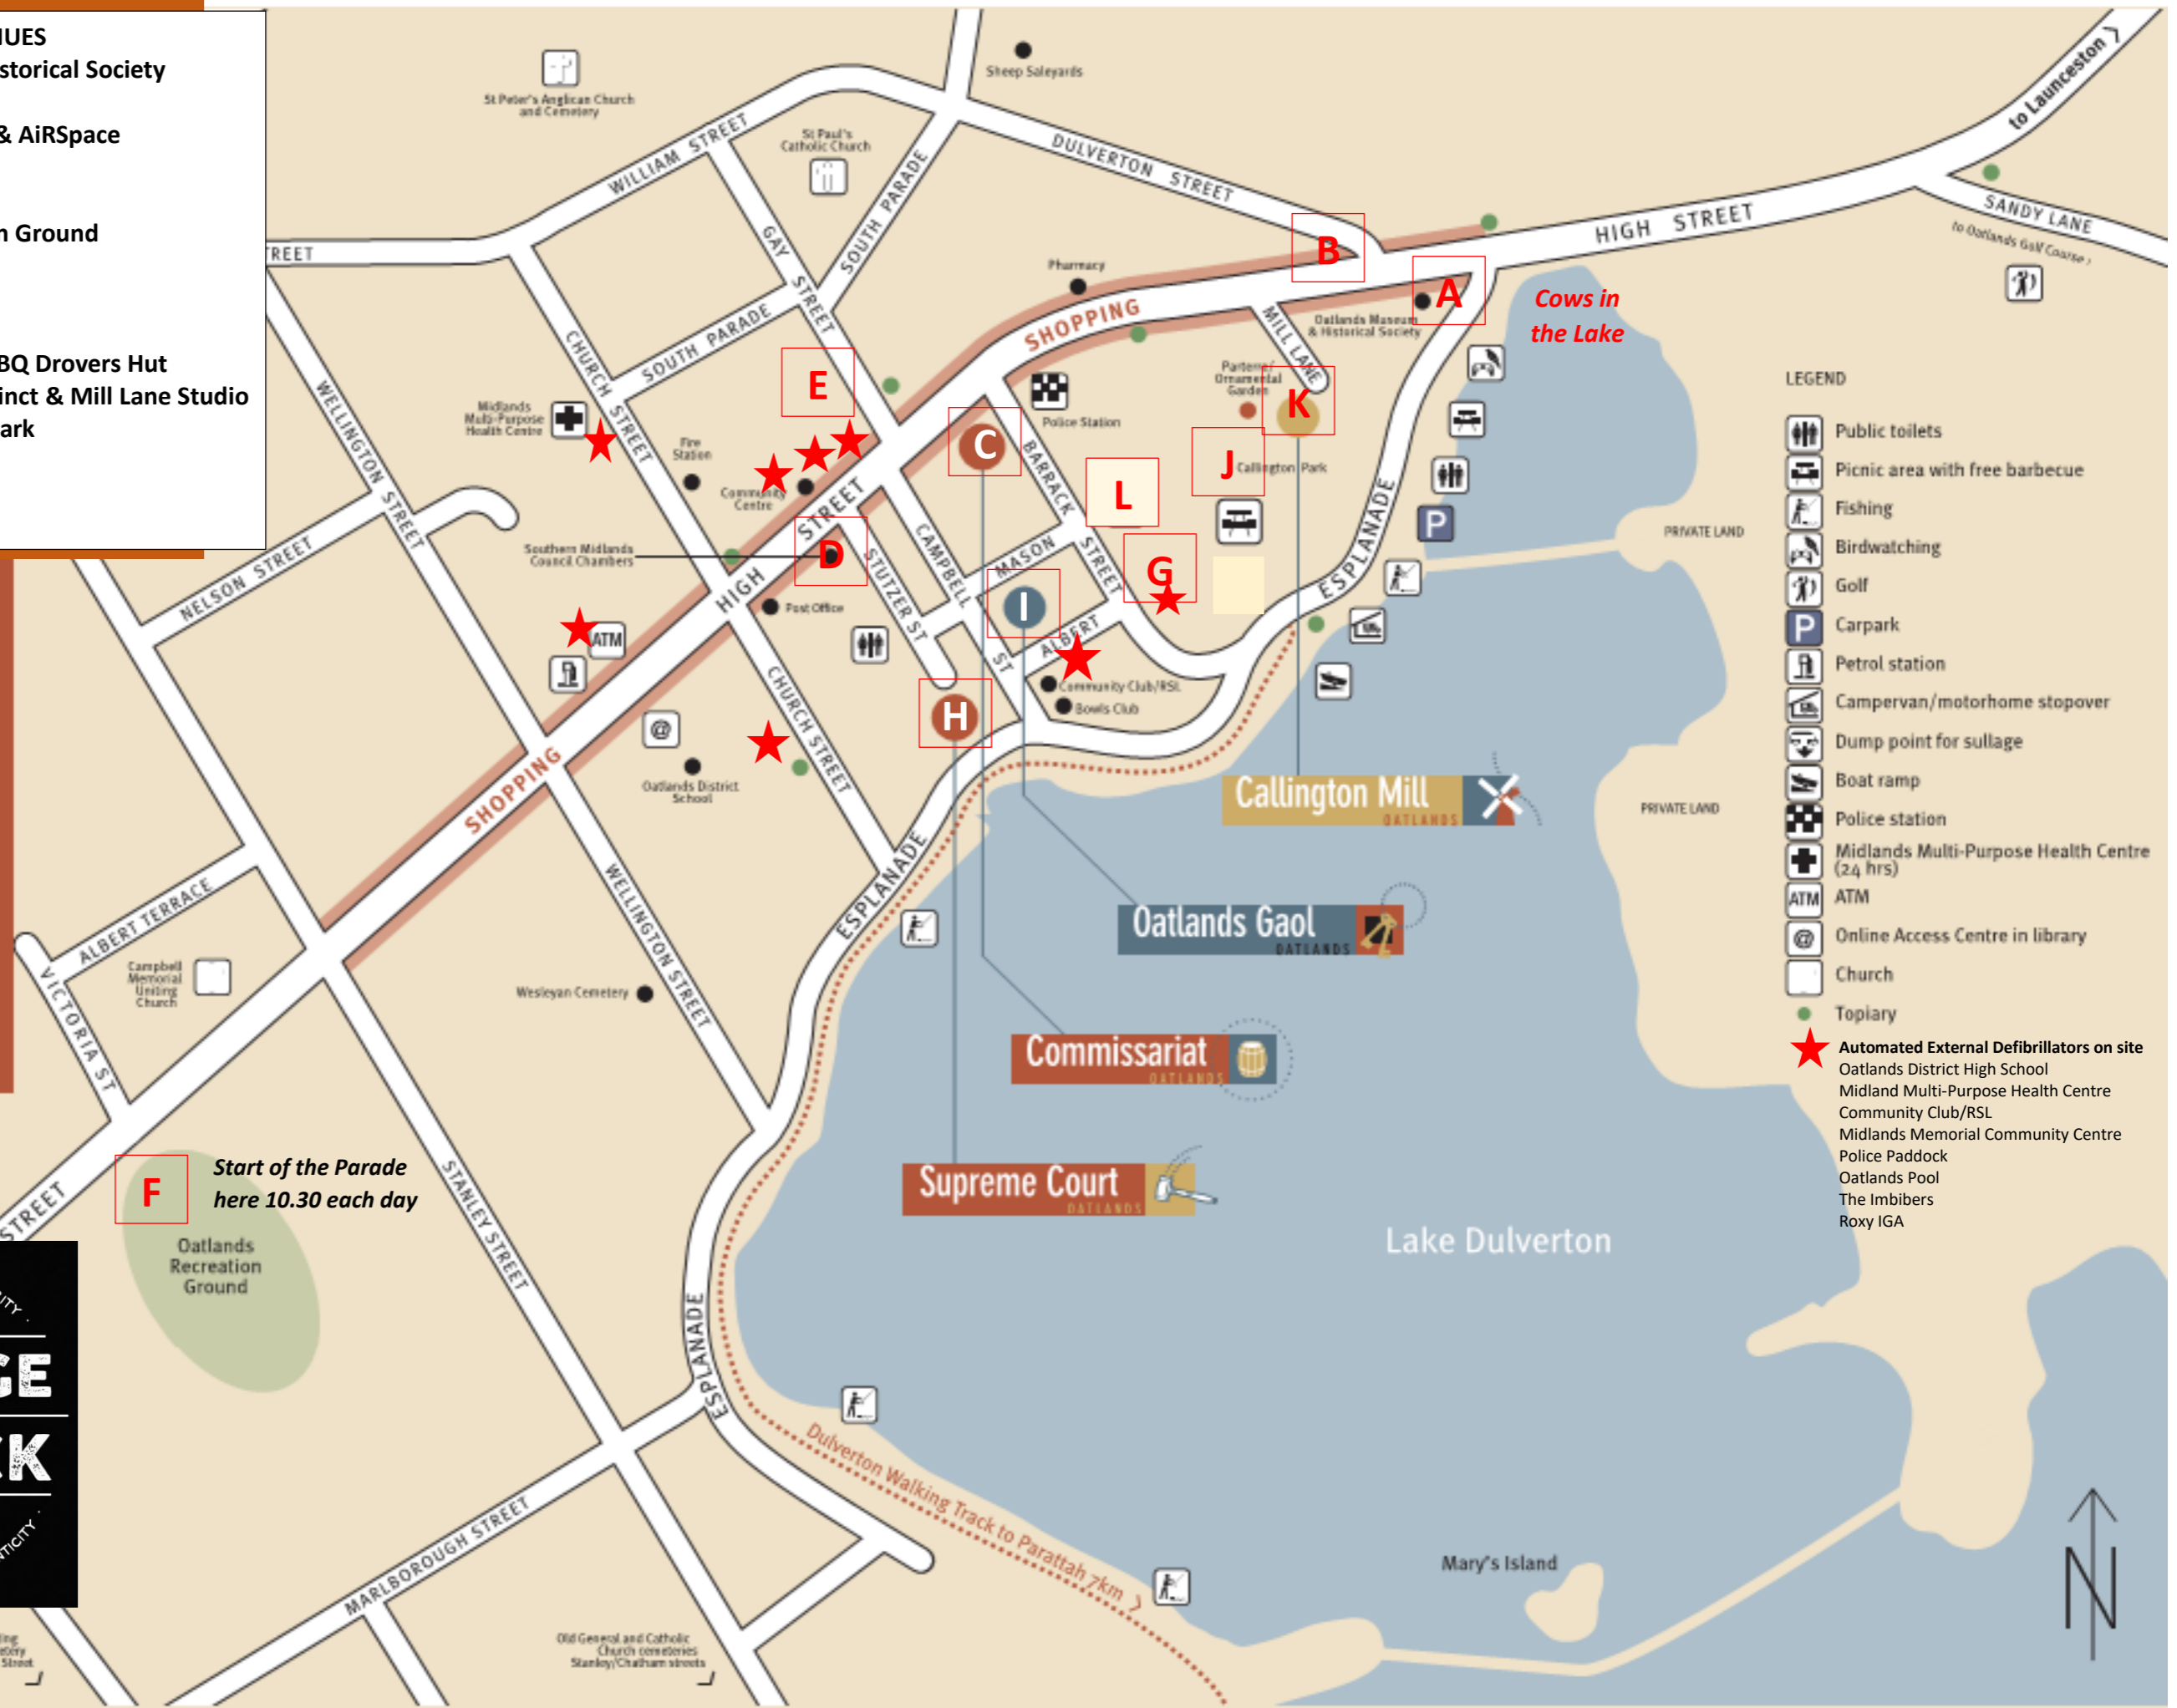 NUES
istorical Society
& AiRSpace
n Ground
BQ Drovers Hut
inct & Mill Lane Studio
ark
St Peter's Anglican Church
and Cemetery
Sheep Saleyards
to Launceston
St Paul's
Catholic Church
WILLIAM STREET
DULVERTON STREET
SOUTH PARADE
GAY STREET
HIGH STREET
SANDY LANE
to Oatlands Golf Course
REET
B
A
Pharmacy
SHOPPING
Oatlands Museum
& Historical Society
MILL LANE
Cows in
the Lake
SOUTH PARADE
CHURCH STREET
WELLINGTON STREET
E
Parterre/
Ornamental
Garden
K
Midlands
Multi-Purpose
Health Centre
Police Station
C
Fire
Station
BARRACK STREET
J
Callington Park
L
Community
Centre
HIGH STREET
P
PRIVATE LAND
Southern Midlands
Council Chambers
D
STUTZER ST
CAMPBELL ST
MASON
G
ESPLANADE
NELSON STREET
Post Office
I
ALBERT
ATM
Community Club/RSL
Bowls Club
H
CHURCH STREET
@
Oatlands District
School
SHOPPING
Callington Mill
OATLANDS
PRIVATE LAND
ESPLANADE
WELLINGTON STREET
ALBERT TERRACE
Oatlands Gaol
OATLANDS
VICTORIA ST
Campbell
Memorial
Uniting
Church
Wesleyan Cemetery
Commissariat
OATLANDS
F
Start of the Parade
here 10.30 each day
STREET
Supreme Court
OATLANDS
Oatlands
Recreation
Ground
STANLEY STREET
Lake Dulverton
ESPLANADE
ITY
GE
CK
NTICITY
Dulverton Walking Track to Parattah 7km
MARLBOROUGH STREET
Mary's Island
Old General and Catholic
Church cemeteries
Stanley/Chatham streets
ing
etery
Street
N
LEGEND
Public toilets
Picnic area with free barbecue
Fishing
Birdwatching
Golf
P Carpark
Petrol station
Campervan/motorhome stopover
Dump point for sullage
Boat ramp
Police station
Midlands Multi-Purpose Health Centre
(24 hrs)
ATM ATM
@ Online Access Centre in library
Church
Topiary
Automated External Defibrillators on site
Oatlands District High School
Midland Multi-Purpose Health Centre
Community Club/RSL
Midlands Memorial Community Centre
Police Paddock
Oatlands Pool
The Imbibers
Roxy IGA